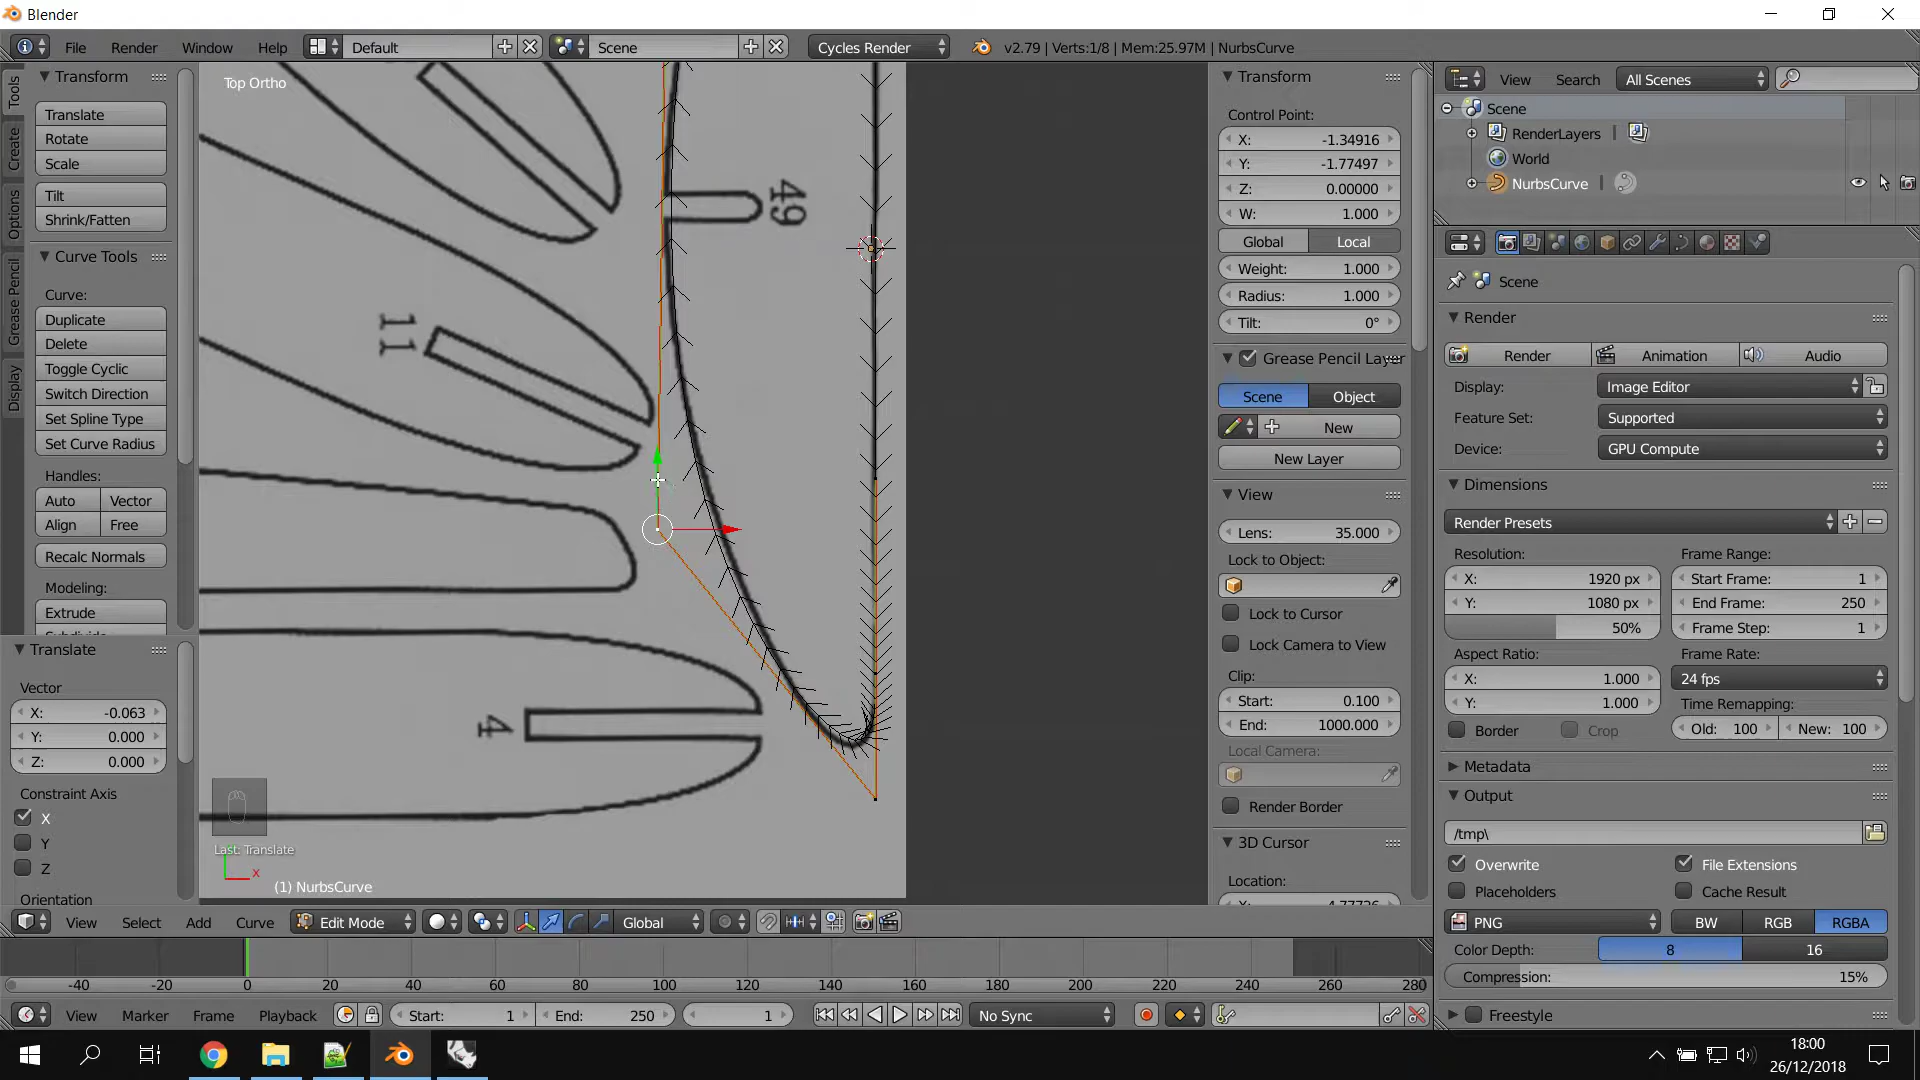 Blender
File Render Window Help Default Scene Cycles Render v2.79 | Verts:1/8 | Mem:25.97M | NurbsCurve
Tools
Create
Options
Grease Pencil
Display
Transform
Translate
Rotate
Scale
Tilt
Shrink/Fatten
Curve Tools
Curve:
Duplicate
Delete
Toggle Cyclic
Switch Direction
Set Spline Type
Set Curve Radius
Handles:
Auto Vector
Align Free
Recalc Normals
Modeling:
Extrude
Translate
Vector
X: -0.063
Y: 0.000
Z: 0.000
Constraint Axis
X
Y
Z
Orientation
Top Ortho
49
11
4
Last: Translate
x
(1) NurbsCurve
Transform
Control Point:
X: -1.34916
Y: -1.77497
Z: 0.00000
W: 1.000
Global Local
Weight: 1.000
Radius: 1.000
Tilt: 0°
Grease Pencil Layer
Scene Object
New
New Layer
View
Lens: 35.000
Lock to Object:
Lock to Cursor
Lock Camera to View
Clip:
Start: 0.100
End: 1000.000
Local Camera:
Render Border
3D Cursor
Location:
View Search All Scenes
Scene
RenderLayers
World
NurbsCurve
Scene
Render
Render Animation Audio
Display: Image Editor
Feature Set: Supported
Device: GPU Compute
Dimensions
Render Presets
Resolution: Frame Range:
X: 1920 px Start Frame: 1
Y: 1080 px End Frame: 250
50% Frame Step: 1
Aspect Ratio: Frame Rate:
X: 1.000 24 fps
Y: 1.000 Time Remapping:
Border Crop Old: 100 New: 100
Metadata
Output
/tmp\
Overwrite File Extensions
Placeholders Cache Result
PNG BW RGB RGBA
Color Depth: 8 16
Compression: 15%
Freestyle
View Select Add Curve Edit Mode Global
-40 -20 0 20 40 60 80 100 120 140 160 180 200 220 240 260 280
View Marker Frame Playback Start: 1 End: 250 1 No Sync
18:00
26/12/2018